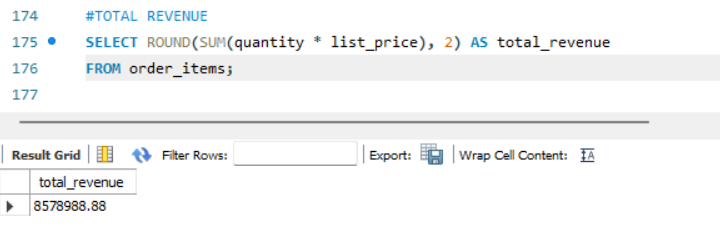 174 #TOTAL REVENUE
175 SELECT ROUND(SUM(quantity * list_price), 2) AS total_revenue
176 FROM order_items;
177
Result Grid Filter Rows: Export: Wrap Cell Content: IA
total_revenue
8578988.88